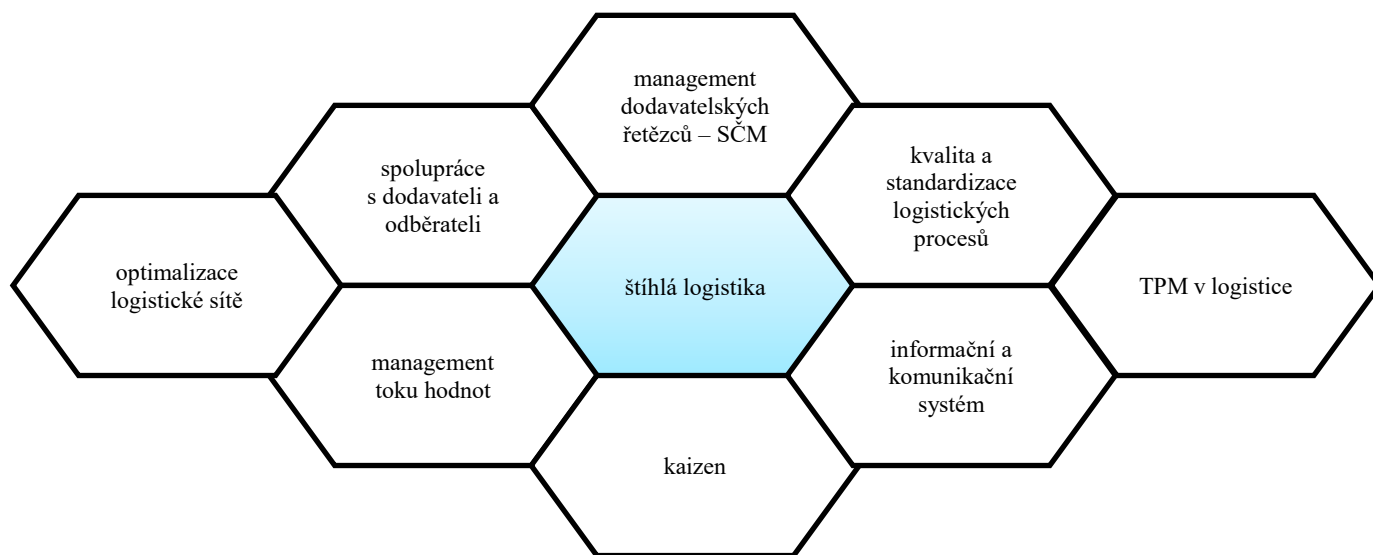 management
dodavatelských
řetězců – SČM
spolupráce
s dodavateli a
odběrateli
kvalita a
standardizace
logistických
procesů
optimalizace
logistické sítě
štíhlá logistika
TPM v logistice
management
toku hodnot
informační a
komunikační
systém
kaizen